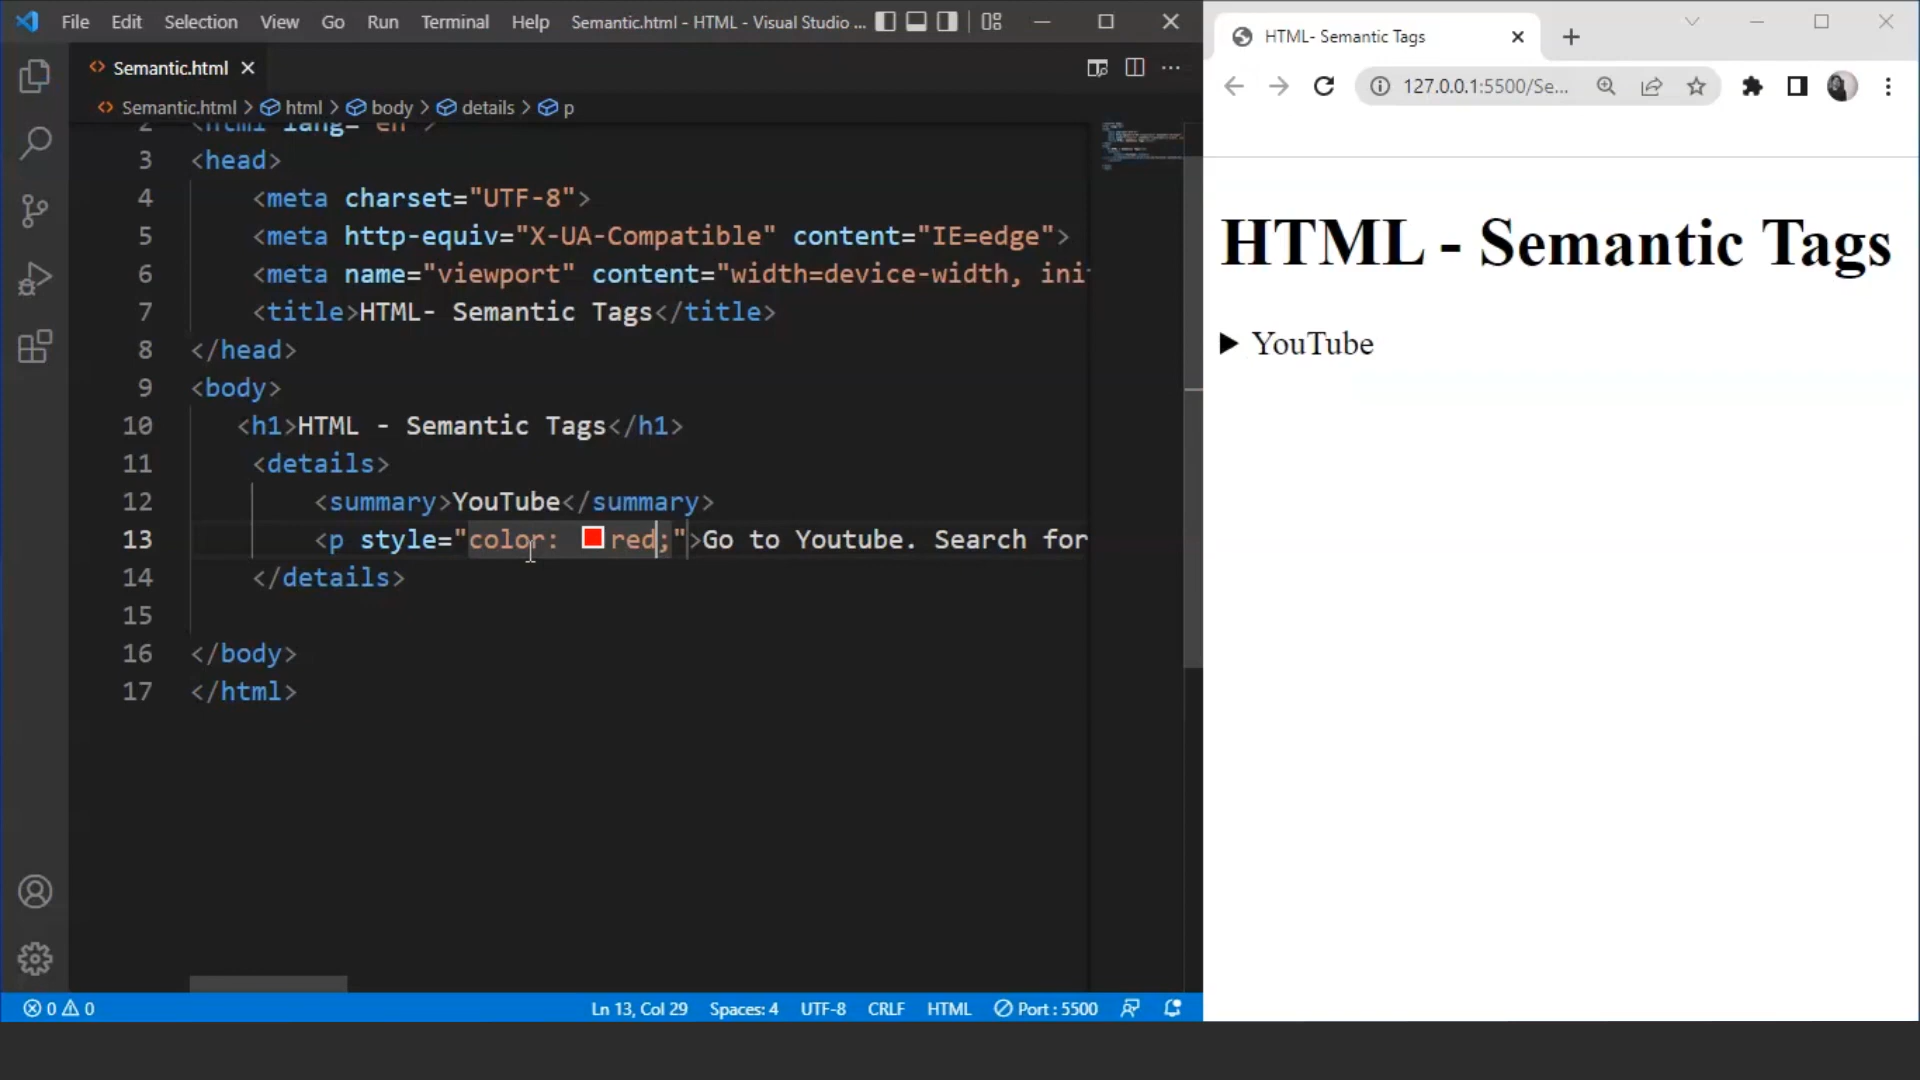 File Edit Selection View Go Run Terminal Help Semantic.html - HTML - Visual Studio ...
Semantic.html
Semantic.html > html > body > details > p
2 <html lang="en">
3 <head>
4 <meta charset="UTF-8">
5 <meta http-equiv="X-UA-Compatible" content="IE=edge">
6 <meta name="viewport" content="width=device-width, ini
7 <title>HTML- Semantic Tags</title>
8 </head>
9 <body>
10 <h1>HTML - Semantic Tags</h1>
11 <details>
12 <summary>YouTube</summary>
13 <p style="color: red;">Go to Youtube. Search for
14 </details>
15
16 </body>
17 </html>
0 0 Ln 13, Col 29 Spaces: 4 UTF-8 CRLF HTML Port : 5500
HTML- Semantic Tags
127.0.0.1:5500/Se...
HTML - Semantic Tags
YouTube